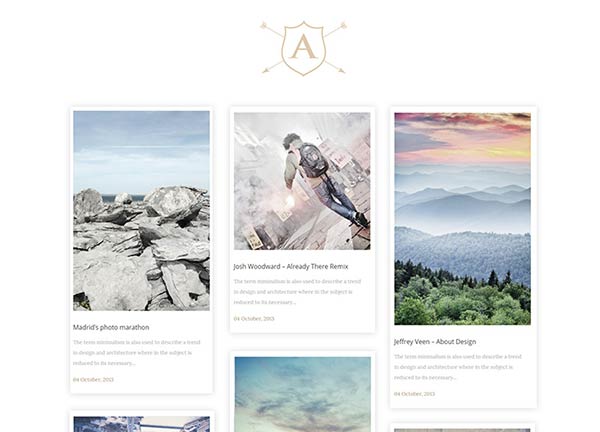 A
Madrid's photo marathon
The term minimalism is also used to describe a trend
in design and architecture where in the subject is
reduced to its necessary...
04 October, 2013
Josh Woodward – Already There Remix
The term minimalism is also used to describe a trend
in design and architecture where in the subject is
reduced to its necessary...
04 October, 2013
Jeffrey Veen – About Design
The term minimalism is also used to describe a trend
in design and architecture where in the subject is
reduced to its necessary...
04 October, 2013